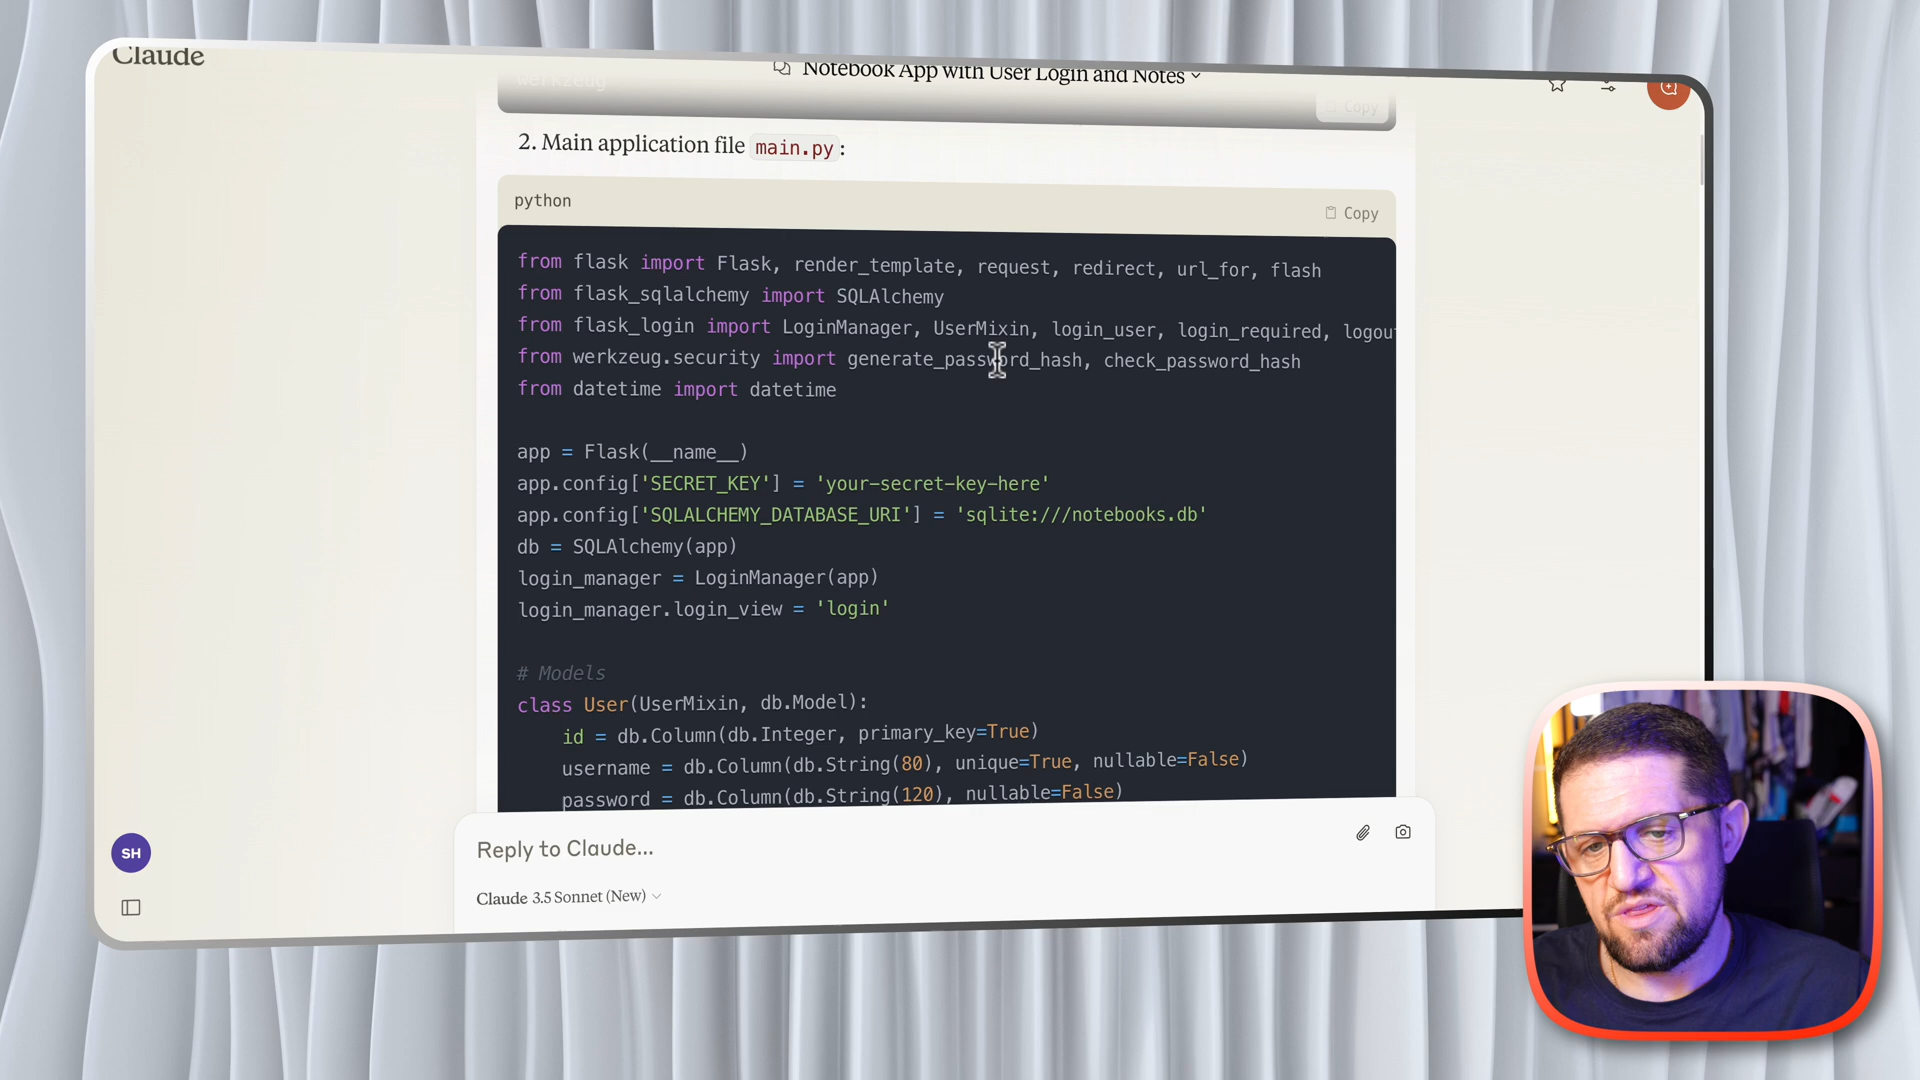 Claude
Notebook App with User Login and Notes
werkzeug
Copy
2. Main application file main.py:
python
Copy
from flask import Flask, render_template, request, redirect, url_for, flash
from flask_sqlalchemy import SQLAlchemy
from flask_login import LoginManager, UserMixin, login_user, login_required, logou
from werkzeug.security import generate_password_hash, check_password_hash
from datetime import datetime
app = Flask(__name__)
app.config['SECRET_KEY'] = 'your-secret-key-here'
app.config['SQLALCHEMY_DATABASE_URI'] = 'sqlite:///notebooks.db'
db = SQLAlchemy(app)
login_manager = LoginManager(app)
login_manager.login_view = 'login'
# Models
class User(UserMixin, db.Model):
id = db.Column(db.Integer, primary_key=True)
username = db.Column(db.String(80), unique=True, nullable=False)
password = db.Column(db.String(120), nullable=False)
Reply to Claude...
Claude 3.5 Sonnet (New)
SH